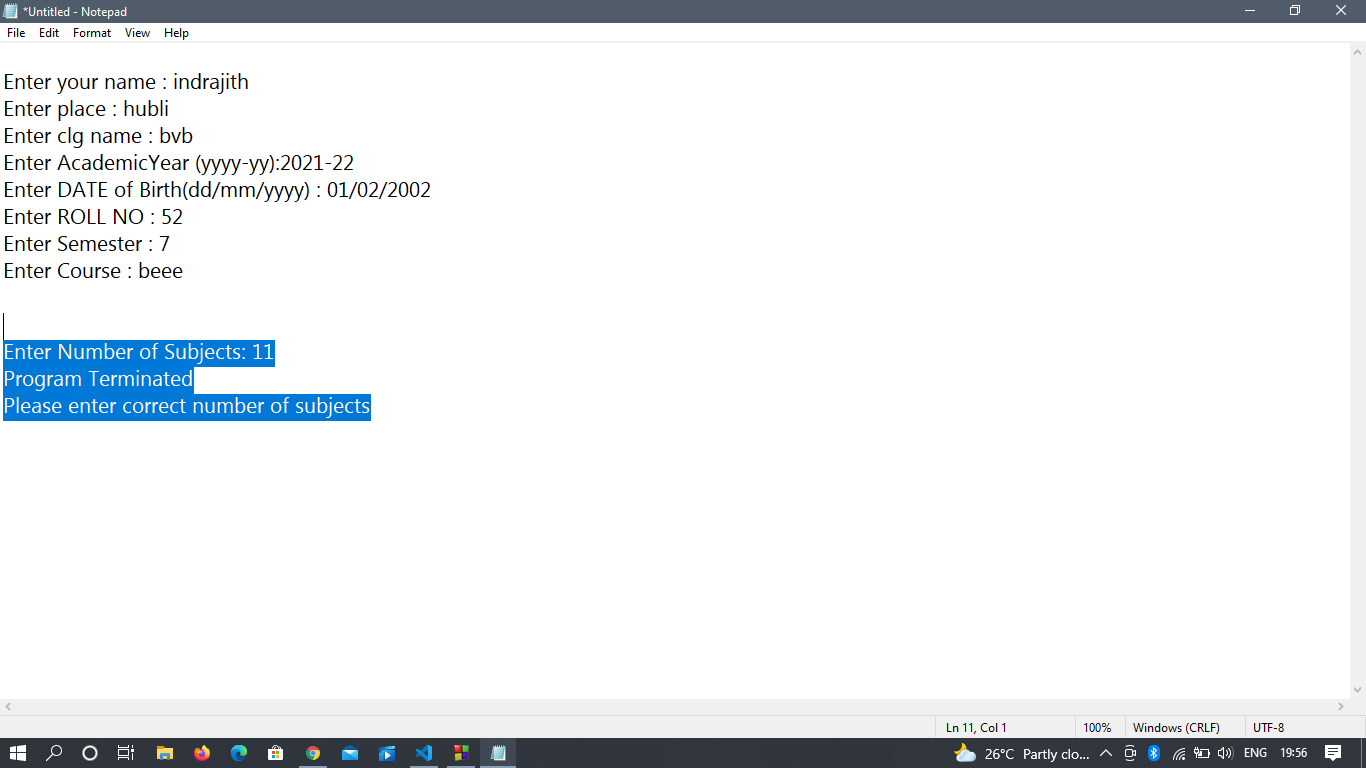 *Untitled - Notepad
File Edit Format View Help
Enter your name : indrajith
Enter place : hubli
Enter clg name : bvb
Enter AcademicYear (yyyy-yy):2021-22
Enter DATE of Birth(dd/mm/yyyy) : 01/02/2002
Enter ROLL NO : 52
Enter Semester : 7
Enter Course : beee
Enter Number of Subjects: 11
Program Terminated
Please enter correct number of subjects
Ln 11, Col 1 100% Windows (CRLF) UTF-8
26°C Partly clo... ENG 19:56